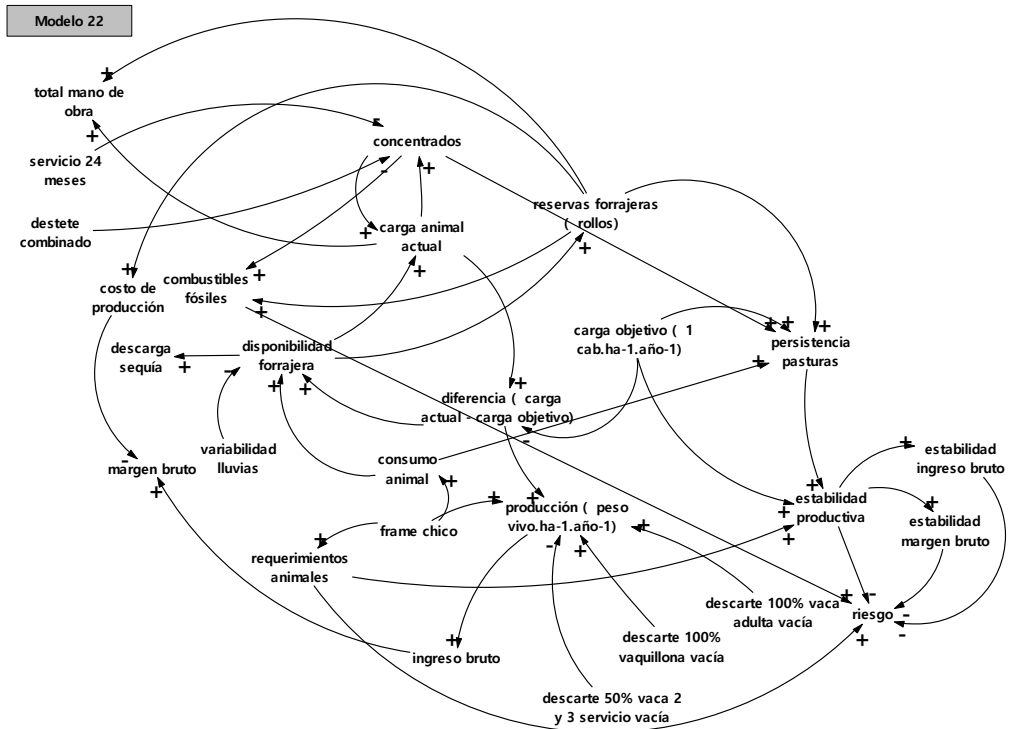 Modelo 22
total mano de
obra
servicio 24
meses
concentrados
destete
combinado
reservas forrajeras
( rollos)
carga animal
actual
costo de
producción
combustibles
fósiles
descarga
sequía
disponibilidad
forrajera
carga objetivo ( 1
cab.ha-1.año-1)
persistencia
pasturas
diferencia ( carga
actual - carga objetivo)
variabilidad
lluvias
margen bruto
consumo
animal
estabilidad
ingreso bruto
frame chico
producción ( peso
vivo.ha-1.año-1)
estabilidad
productiva
estabilidad
margen bruto
requerimientos
animales
descarte 100% vaca
adulta vacía
riesgo
descarte 100%
vaquillona vacía
ingreso bruto
descarte 50% vaca 2
y 3 servicio vacía